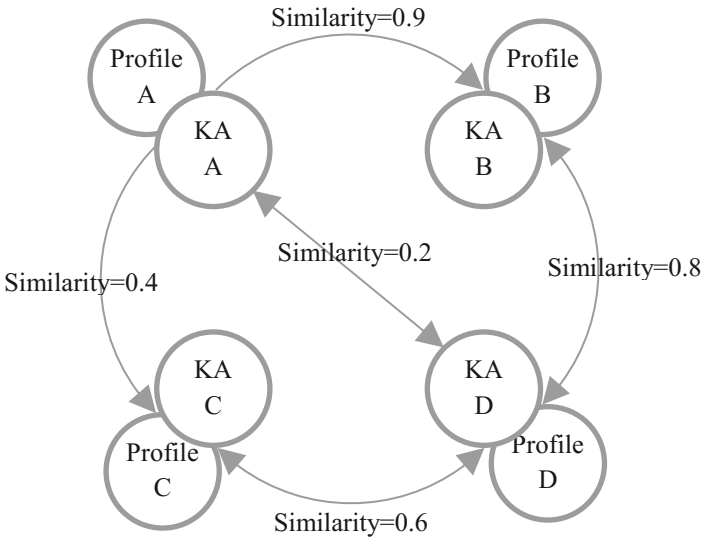 Similarity=0.9
Profile
A
Profile
B
KA
A
KA
B
Similarity=0.2
Similarity=0.4
Similarity=0.8
KA
C
KA
D
Profile
C
Profile
D
Similarity=0.6